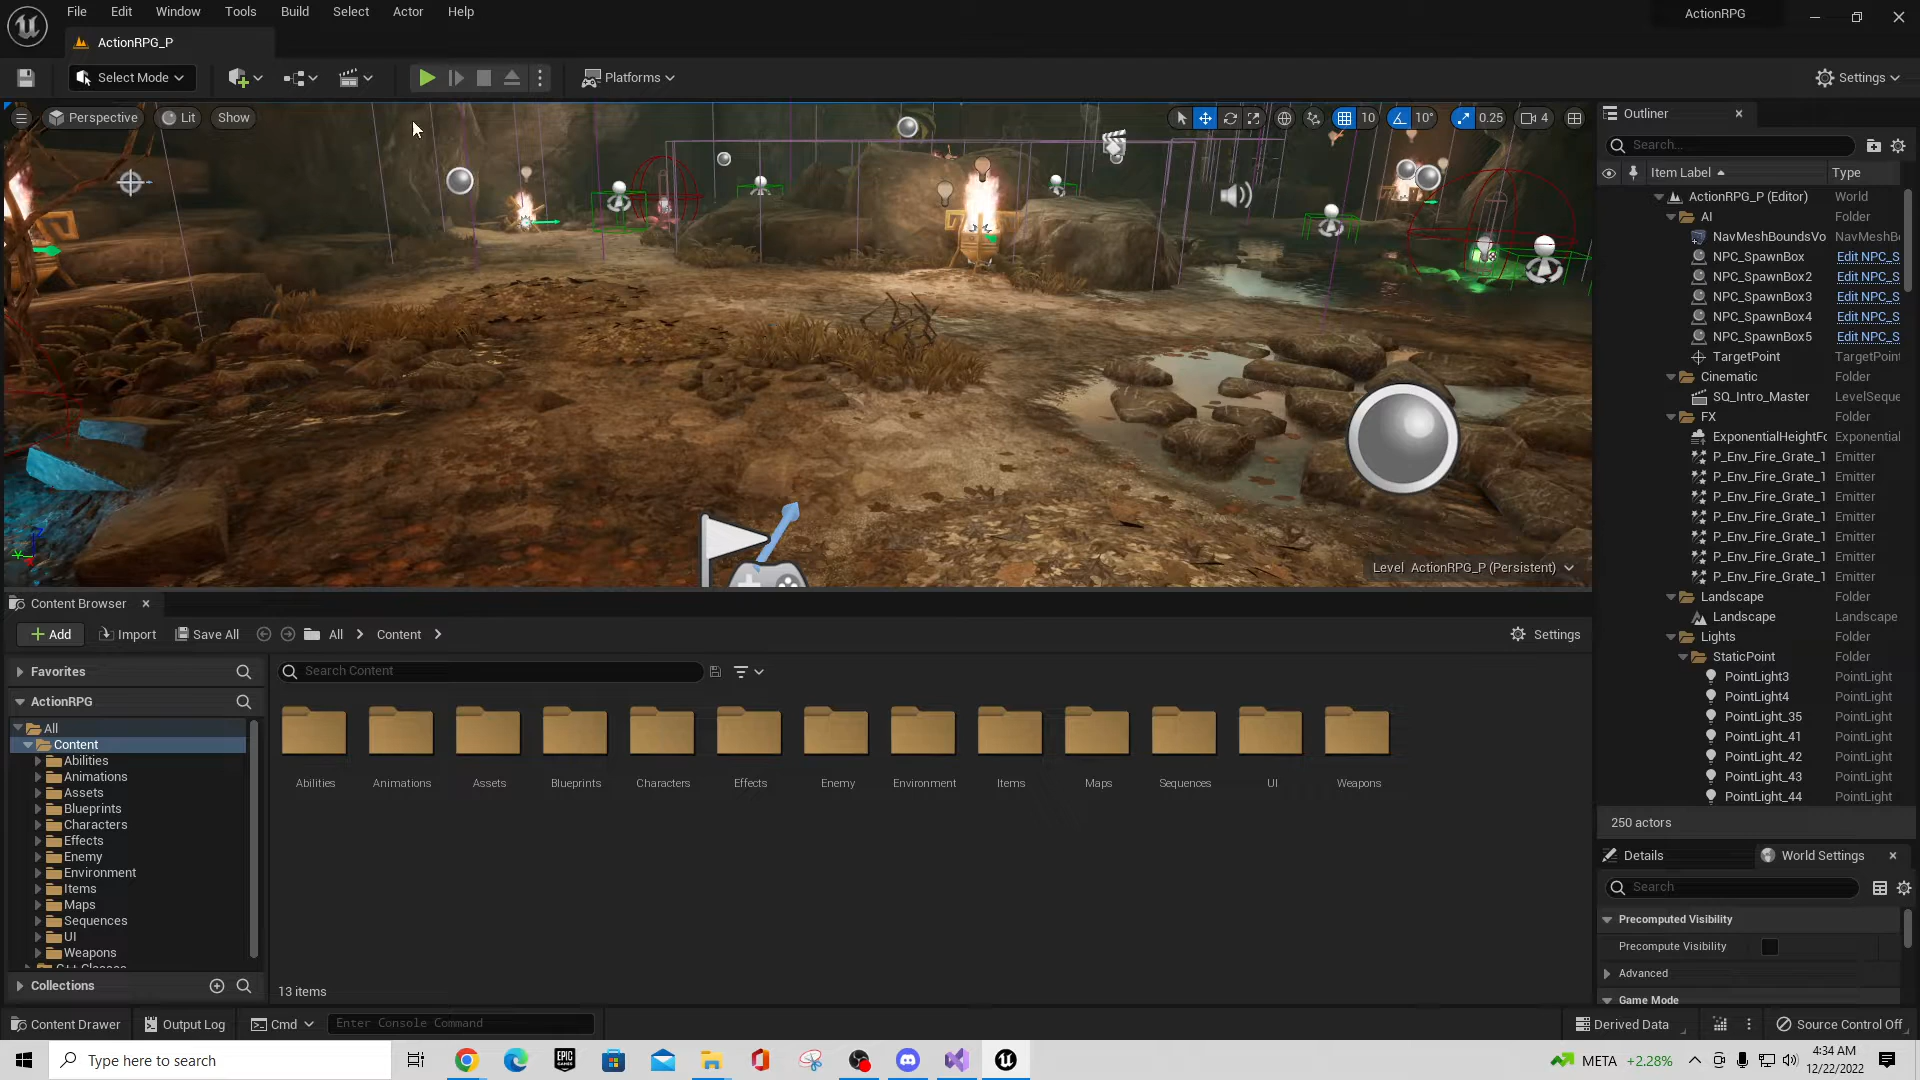 File Edit Window Tools Build Select Actor Help
ActionRPG
ActionRPG_P
Select Mode
Platforms
Settings
Perspective Lit Show
10 10° 0.25 4
Level ActionRPG_P (Persistent)
Outliner
Search...
Item Label Type
ActionRPG_P (Editor) World
AI Folder
NavMeshBoundsVo NavMeshB
NPC_SpawnBox Edit NPC_S
NPC_SpawnBox2 Edit NPC_S
NPC_SpawnBox3 Edit NPC_S
NPC_SpawnBox4 Edit NPC_S
NPC_SpawnBox5 Edit NPC_S
TargetPoint TargetPoint
Cinematic Folder
SQ_Intro_Master LevelSeque
FX Folder
ExponentialHeightFo Exponential
P_Env_Fire_Grate_1 Emitter
P_Env_Fire_Grate_1 Emitter
P_Env_Fire_Grate_1 Emitter
P_Env_Fire_Grate_1 Emitter
P_Env_Fire_Grate_1 Emitter
P_Env_Fire_Grate_1 Emitter
P_Env_Fire_Grate_1 Emitter
Landscape Folder
Landscape Landscape
Lights Folder
StaticPoint Folder
PointLight3 PointLight
PointLight4 PointLight
PointLight_35 PointLight
PointLight_41 PointLight
PointLight_42 PointLight
PointLight_43 PointLight
PointLight_44 PointLight
250 actors
Details World Settings
Search
Precomputed Visibility
Precompute Visibility
Advanced
Game Mode
Content Browser
Add Import Save All All Content Settings
Favorites
Search Content
ActionRPG
All
Content
Abilities
Animations
Assets
Blueprints
Characters
Effects
Enemy
Environment
Items
Maps
Sequences
UI
Weapons
C++ Classes
Collections
Abilities Animations Assets Blueprints Characters Effects Enemy Environment Items Maps Sequences UI Weapons
13 items
Content Drawer Output Log Cmd Enter Console Command
Derived Data Source Control Off
Type here to search
EPIC GAMES
META +2.28%
4:34 AM
12/22/2022